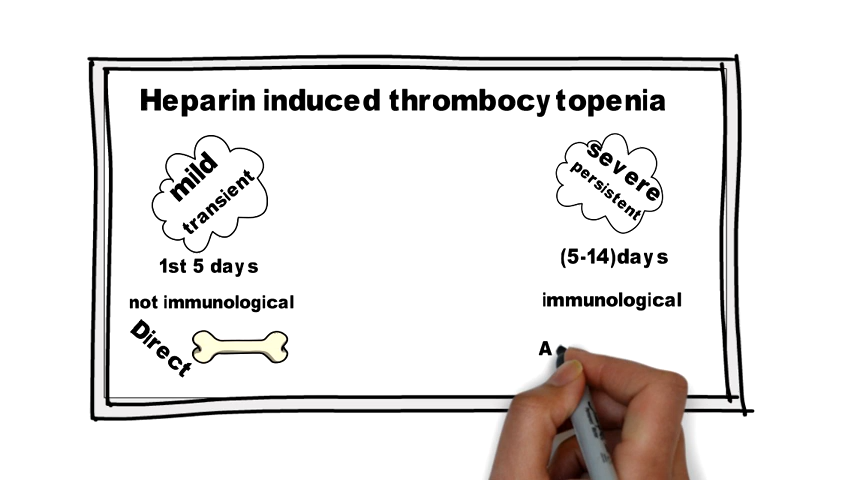 Heparin induced thrombocytopenia
mild
transient
severe
persistent
1st 5 days
(5-14)days
not immunological
immunological
Direct
A